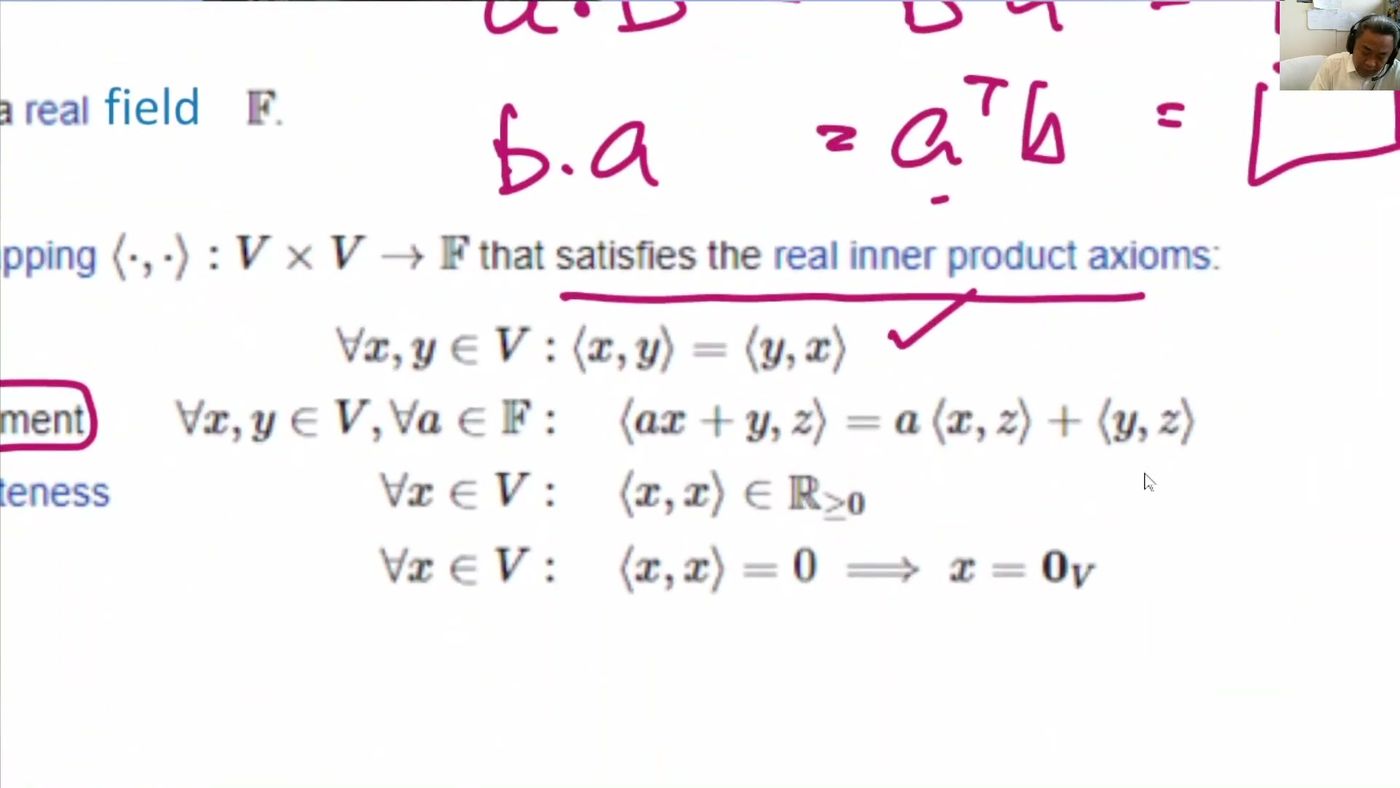 a real field 𝔽.
b.a = aᵀb =
pping ⟨·,·⟩ : V × V → 𝔽 that satisfies the real inner product axioms:
∀x, y ∈ V : ⟨x, y⟩ = ⟨y, x⟩ ✓
ment ∀x, y ∈ V, ∀a ∈ 𝔽 : ⟨ax + y, z⟩ = a ⟨x, z⟩ + ⟨y, z⟩
teness ∀x ∈ V : ⟨x, x⟩ ∈ ℝ≥0
∀x ∈ V : ⟨x, x⟩ = 0 ⟹ x = 0_V